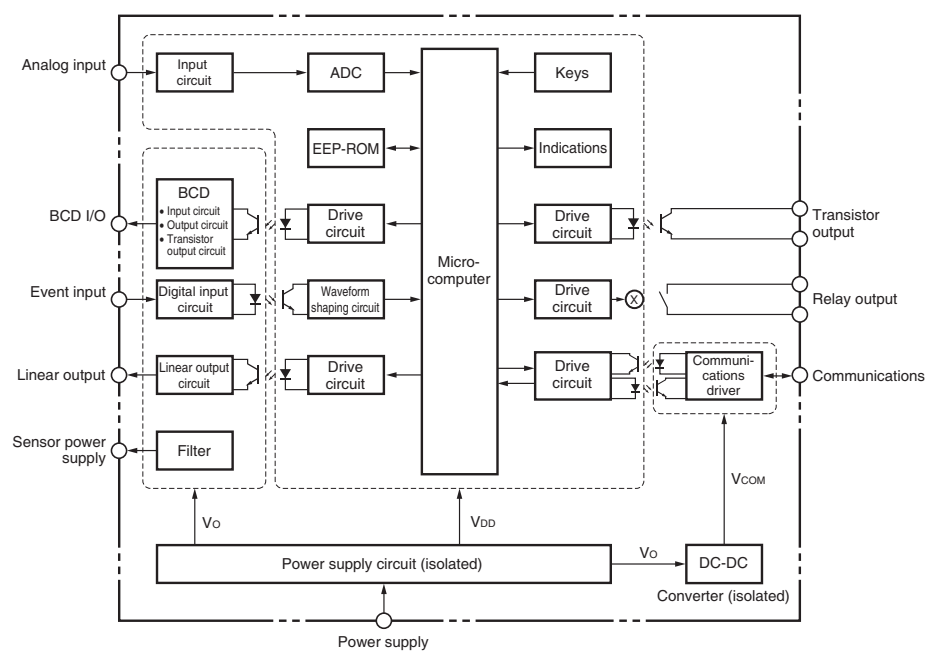 Analog input
Input
circuit
ADC
Keys
EEP-ROM
Indications
BCD I/O
BCD
• Input circuit
• Output circuit
• Transistor
output circuit
Drive
circuit
Micro-
computer
Drive
circuit
Transistor
output
Event input
Digital input
circuit
Waveform
shaping circuit
Drive
circuit
X
Relay output
Linear output
Linear output
circuit
Drive
circuit
Drive
circuit
Communi-
cations
driver
Communications
Sensor power
supply
Filter
VO
VDD
VCOM
Power supply circuit (isolated)
VO
DC-DC
Converter (isolated)
Power supply